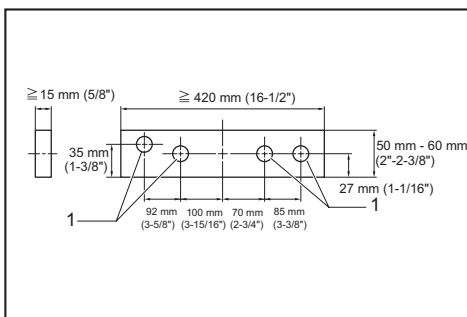 ≧ 15 mm (5/8")
≧ 420 mm (16-1/2")
35 mm
(1-3/8")
50 mm - 60 mm
(2"-2-3/8")
27 mm (1-1/16")
1
1
92 mm
(3-5/8")
100 mm
(3-15/16")
70 mm
(2-3/4")
85 mm
(3-3/8")